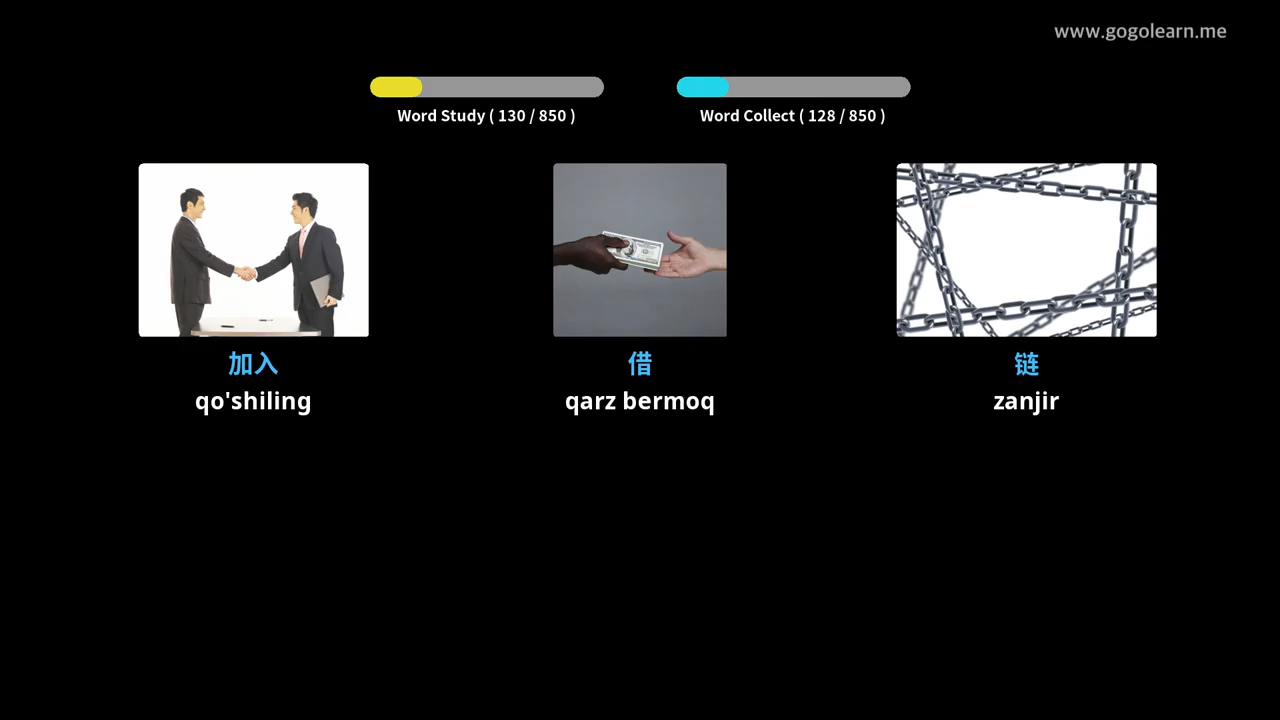 www.gogolearn.me
Word Study ( 130 / 850 )
Word Collect ( 128 / 850 )
加入
qo'shiling
借
qarz bermoq
链
zanjir